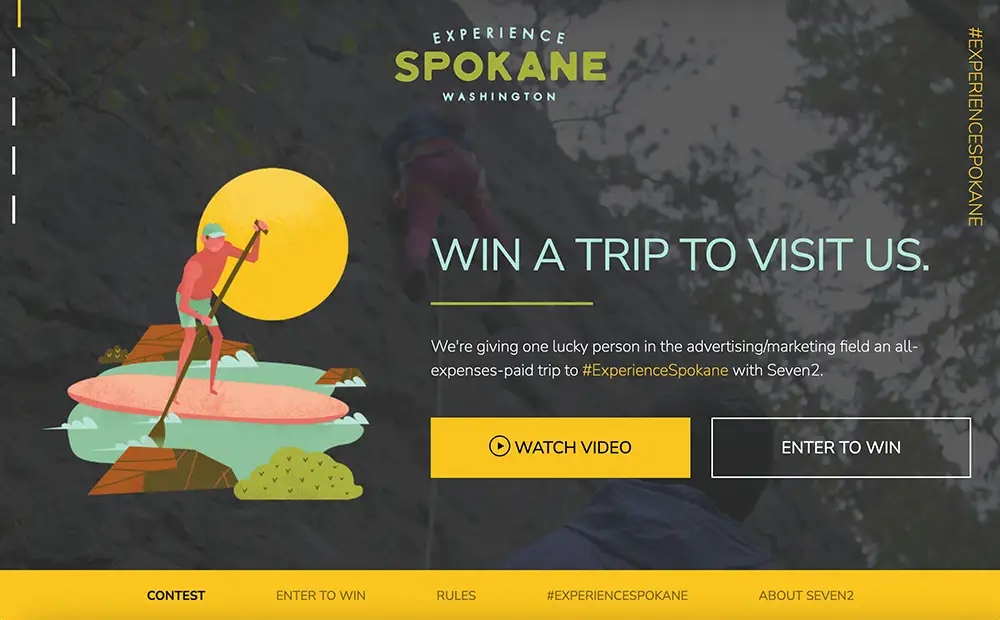 EXPERIENCE
SPOKANE
WASHINGTON
#EXPERIENCESPOKANE
WIN A TRIP TO VISIT US.
We're giving one lucky person in the advertising/marketing field an all-
expenses-paid trip to #ExperienceSpokane with Seven2.
WATCH VIDEO
ENTER TO WIN
CONTEST
ENTER TO WIN
RULES
#EXPERIENCESPOKANE
ABOUT SEVEN2